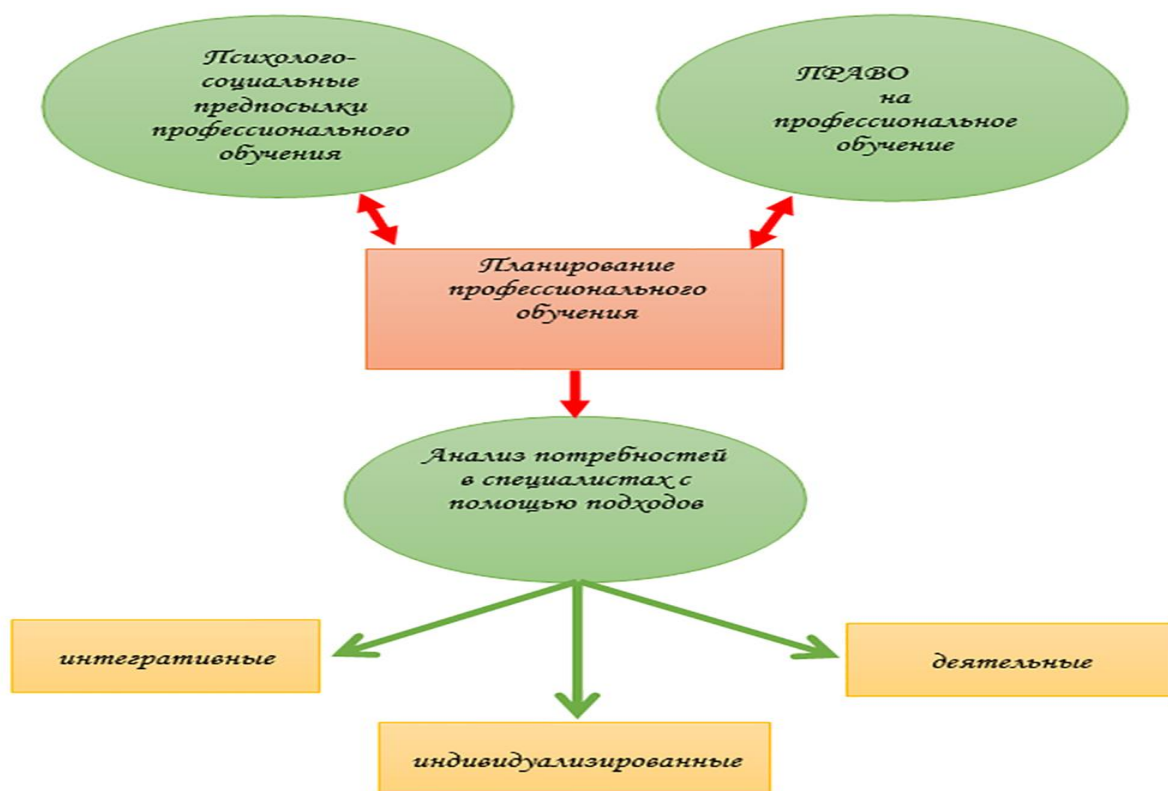 Психолого-
социальные
предпосылки
профессионального
обучения
ПРАВО
на
профессиональное
обучение
Планирование
профессионального
обучения
Анализ потребностей
в специалистах с
помощью подходов
интегративные
деятельные
индивидуализированные